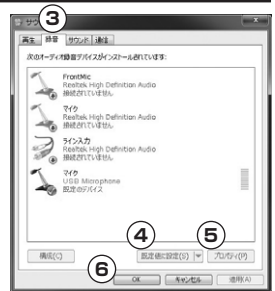 サウンド
③
再生 録音 サウンド 通信
次のオーディオ録音デバイスがインストールされています:
FrontMic
Realtek High Definition Audio
接続されていません
マイク
Realtek High Definition Audio
接続されていません
ライン入力
Realtek High Definition Audio
接続されていません
マイク
USB Microphone
既定のデバイス
④ ⑤
構成(C) 既定値に設定(S) プロパティ(P)
⑥
OK キャンセル 適用(A)